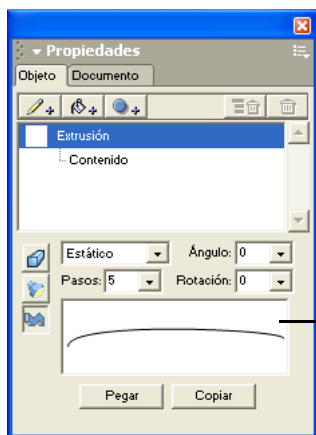 Propiedades
Objeto Documento
Extrusión
Contenido
Estático Ángulo: 0
Pasos: 5 Rotación: 0
Pegar Copiar